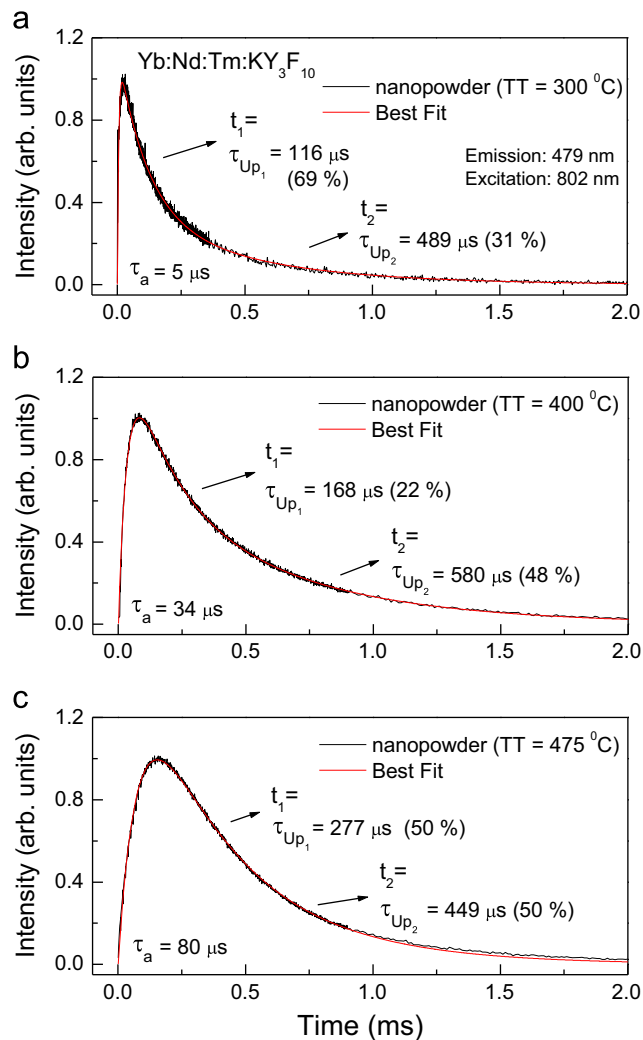 a
1.2
Yb:Nd:Tm:KY₃F₁₀
nanopowder (TT = 300 ⁰C)
Best Fit
t₁=
τ_Up₁ = 116 μs
(69 %)
Emission: 479 nm
Excitation: 802 nm
t₂=
τ_Up₂ = 489 μs (31 %)
τₐ = 5 μs
0.8
0.4
0.0
Intensity (arb. units)
0.0 0.5 1.0 1.5 2.0
b
1.2
nanopowder (TT = 400 ⁰C)
Best Fit
t₁=
τ_Up₁ = 168 μs (22 %)
t₂=
τ_Up₂ = 580 μs (48 %)
τₐ = 34 μs
0.8
0.4
0.0
Intensity (arb. units)
0.0 0.5 1.0 1.5 2.0
c
1.2
nanopowder (TT = 475 ⁰C)
Best Fit
t₁=
τ_Up₁ = 277 μs (50 %)
t₂=
τ_Up₂ = 449 μs (50 %)
τₐ = 80 μs
0.8
0.4
0.0
Intensity (arb. units)
0.0 0.5 1.0 1.5 2.0
Time (ms)